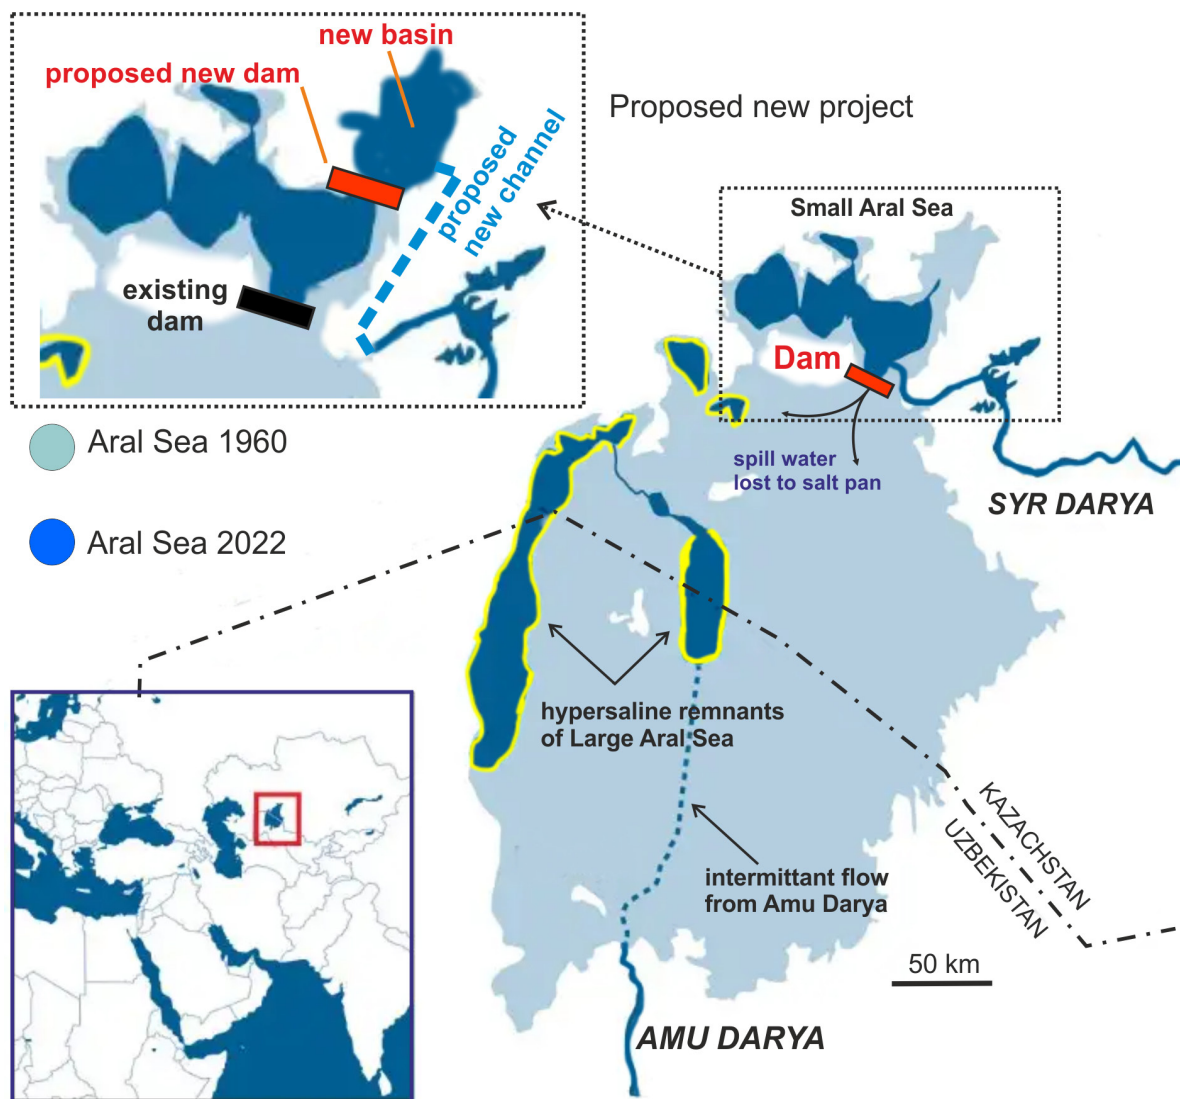 new basin
proposed new dam
proposed
new channel
existing
dam
Proposed new project
Small Aral Sea
Dam
spill water
lost to salt pan
SYR DARYA
Aral Sea 1960
Aral Sea 2022
hypersaline remnants
of Large Aral Sea
KAZACHSTAN
UZBEKISTAN
intermittant flow
from Amu Darya
50 km
AMU DARYA